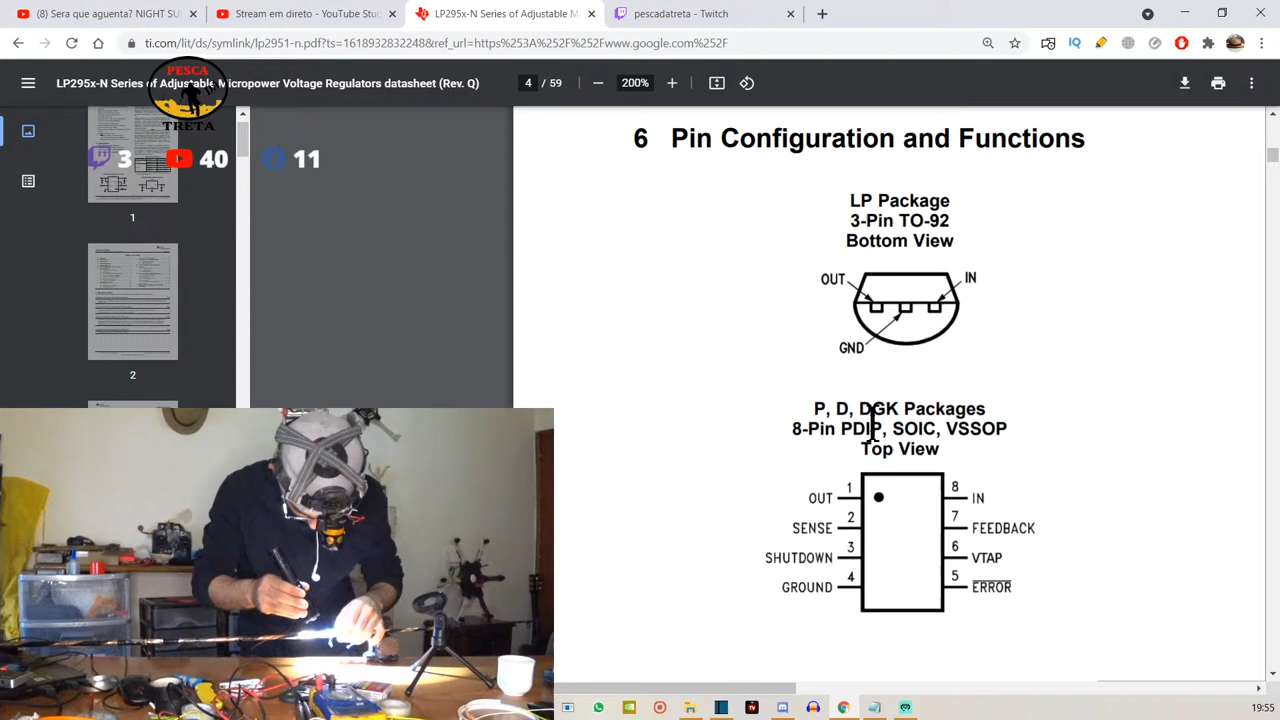 (8) Sera que aguenta? NIGHT SU
Stream em direto - YouTube Stu
LP295x-N Series of Adjustable M
pescadatreta - Twitch
ti.com/lit/ds/symlink/lp2951-n.pdf?ts=1618932832248&ref_url=https%253A%252F%252Fwww.google.com%252F
LP295x-N Series of Adjustable Micropower Voltage Regulators datasheet (Rev. Q)
4 / 59
200%
PESCA
TRETA
3
40
11
1
2
6 Pin Configuration and Functions
LP Package
3-Pin TO-92
Bottom View
OUT
IN
GND
P, D, DGK Packages
8-Pin PDIP, SOIC, VSSOP
Top View
OUT 1 8 IN
SENSE 2 7 FEEDBACK
SHUTDOWN 3 6 VTAP
GROUND 4 5 ERROR
19:55